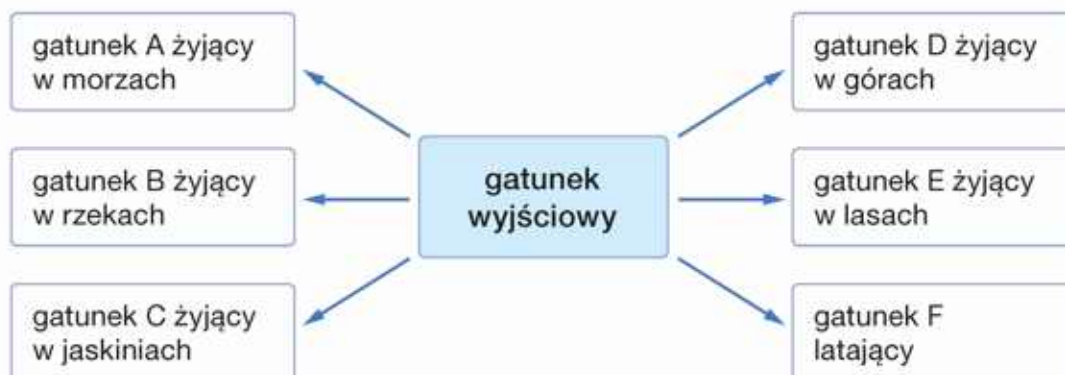 gatunek A żyjący
w morzach
gatunek B żyjący
w rzekach
gatunek C żyjący
w jaskiniach
gatunek
wyjściowy
gatunek D żyjący
w górach
gatunek E żyjący
w lasach
gatunek F
latający